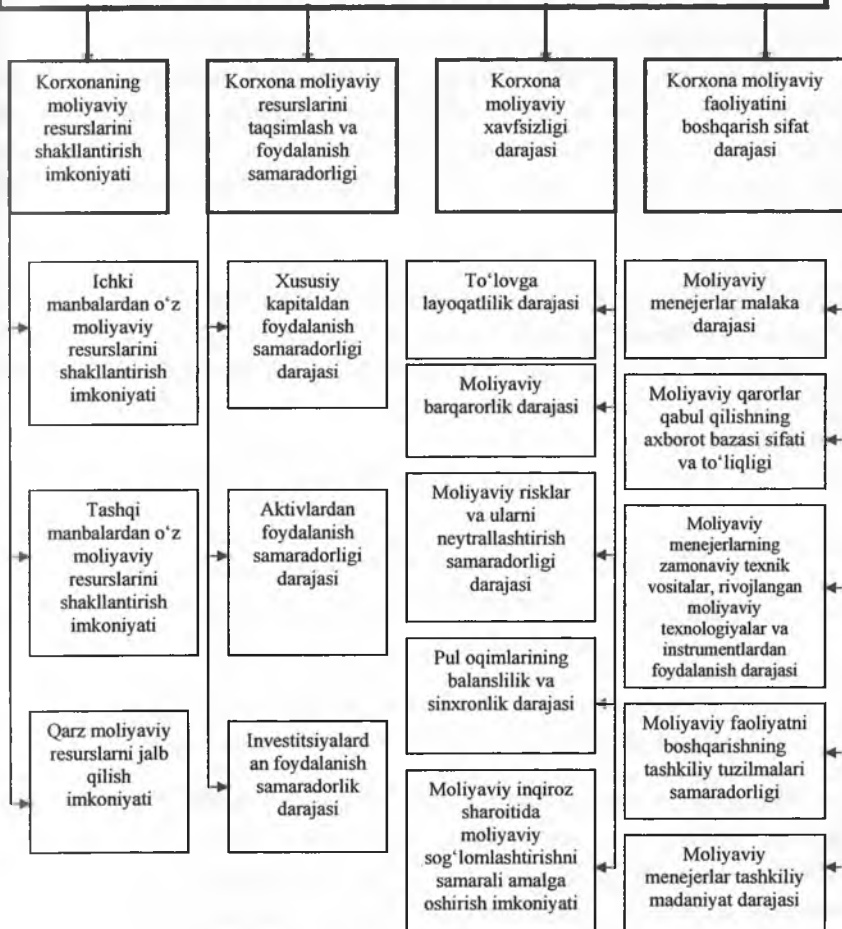 Korxonaning
moliyaviy
resurslarini
shakllantirish
imkoniyati
Korxona moliyaviy
resurslarini
taqsimlash va
foydalanish
samaradorligi
Korxona
moliyaviy
xavfsizligi
darajasi
Korxona moliyaviy
faoliyatini
boshqarish sifat
darajasi
Ichki
manbalardan o‘z
moliyaviy
resurslarini
shakllantirish
imkoniyati
Tashqi
manbalardan o‘z
moliyaviy
resurslarini
shakllantirish
imkoniyati
Qarz moliyaviy
resurslarni jalb
qilish
imkoniyati
Xususiy
kapitaldan
foydalanish
samaradorligi
darajasi
Aktivlardan
foydalanish
samaradorligi
darajasi
Investitsiyalard
an foydalanish
samaradorlik
darajasi
To‘lovga
layoqatlilik darajasi
Moliyaviy
barqarorlik darajasi
Moliyaviy risklar
va ularni
neytrallashtirish
samaradorligi
darajasi
Pul oqimlarining
balanslilik va
sinxronlik darajasi
Moliyaviy inqiroz
sharoitida
moliyaviy
sog‘lomlashtirishni
samarali amalga
oshirish imkoniyati
Moliyaviy
menejerlar malaka
darajasi
Moliyaviy qarorlar
qabul qilishning
axborot bazasi sifati
va to‘liqligi
Moliyaviy
menejerlarning
zamonaviy texnik
vositalar, rivojlangan
moliyaviy
texnologiyalar va
instrumentlardan
foydalanish darajasi
Moliyaviy faoliyatni
boshqarishning
tashkiliy tuzilmalari
samaradorligi
Moliyaviy
menejerlar tashkiliy
madaniyat darajasi